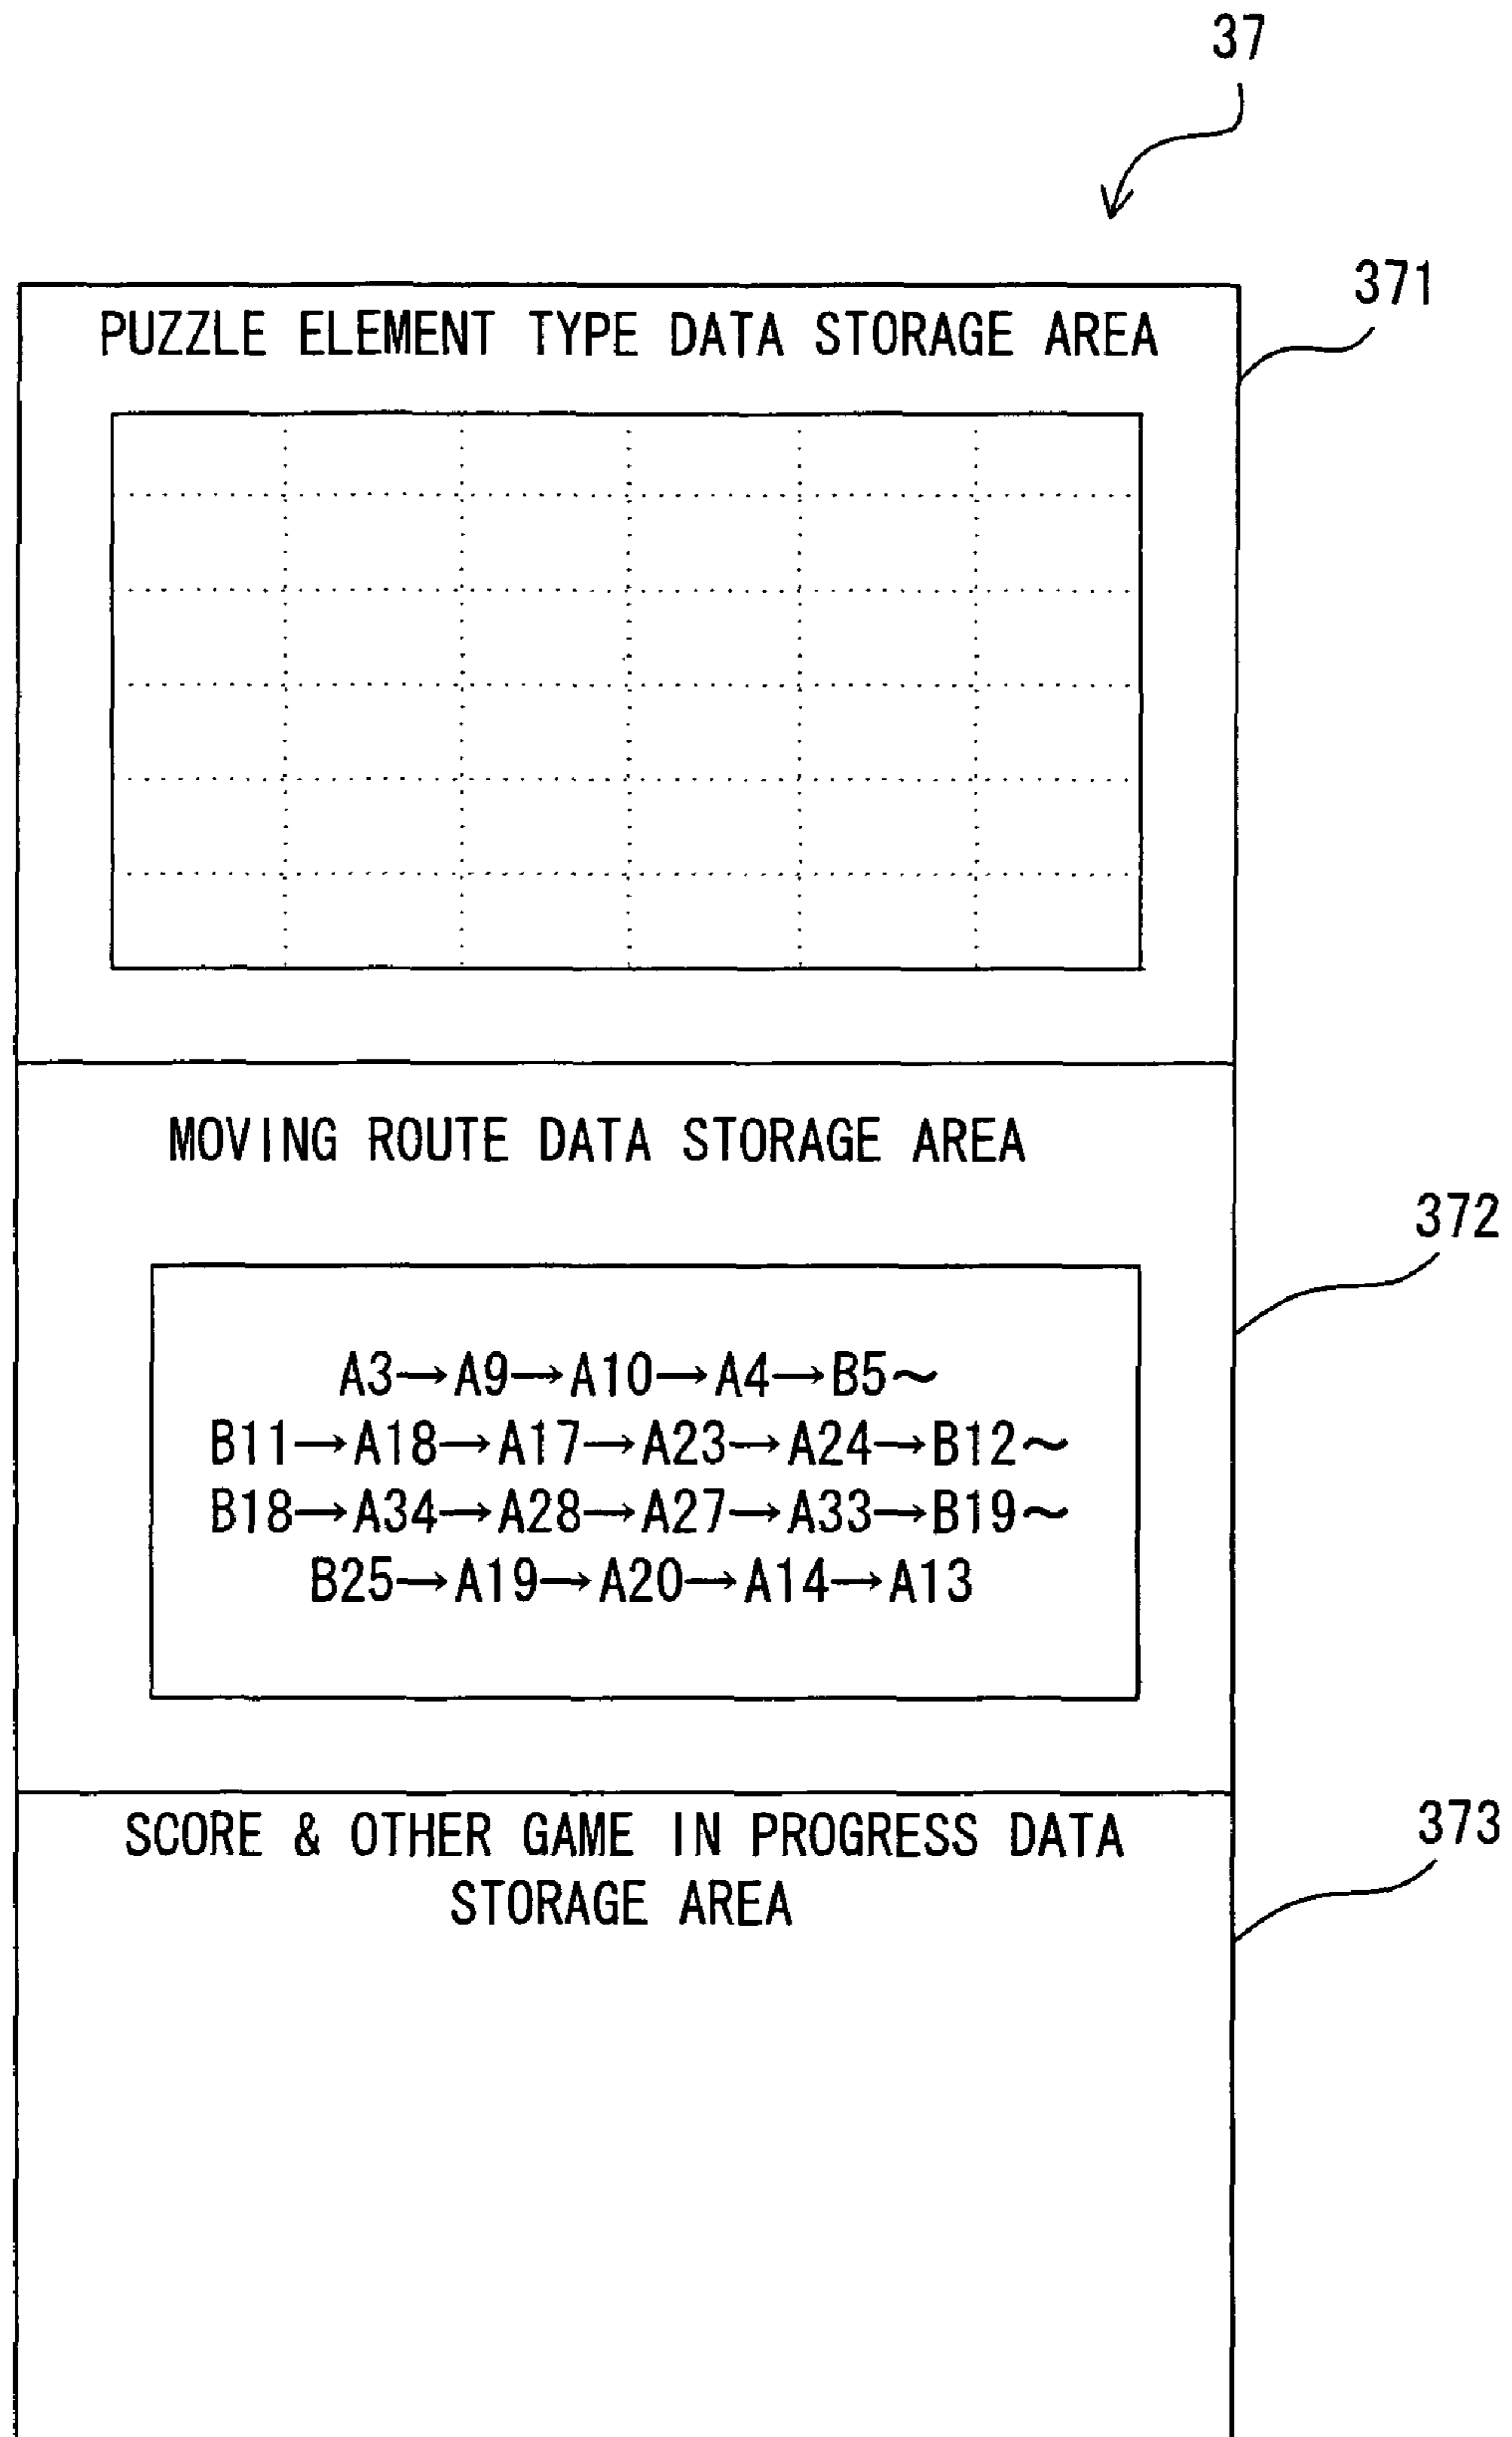 37
371
PUZZLE ELEMENT TYPE DATA STORAGE AREA
MOVING ROUTE DATA STORAGE AREA
372
A3→A9→A10→A4→B5～
B11→A18→A17→A23→A24→B12～
B18→A34→A28→A27→A33→B19～
B25→A19→A20→A14→A13
373
SCORE & OTHER GAME IN PROGRESS DATA
STORAGE AREA